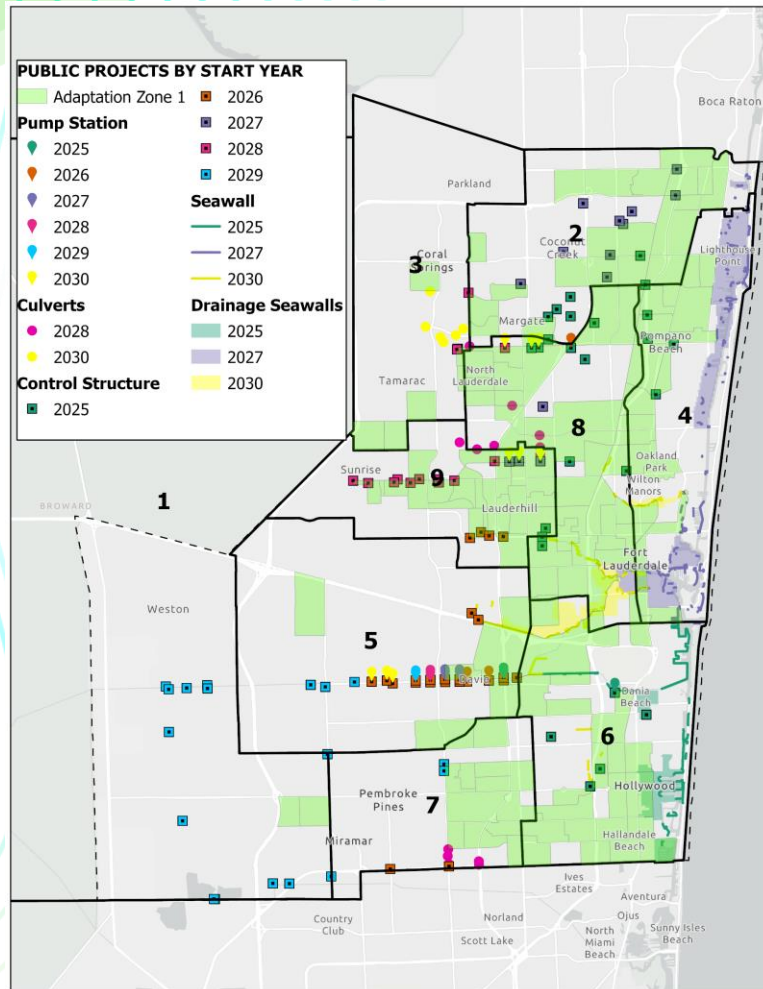 PUBLIC PROJECTS BY START YEAR
Adaptation Zone 1
Pump Station
2025
2026
2027
2028
2029
2030
Culverts
2028
2030
Control Structure
2025
2026
2027
2028
2029
Seawall
2025
2027
2030
Drainage Seawalls
2025
2027
2030
Boca Raton
Parkland
2
Coconut
Creek
Lighthouse
Point
3
Coral
Springs
Margate
Pompano
Beach
North
Lauderdale
Tamarac
4
8
Oakland
Park
Wilton
Manors
Sunrise
9
1
BROWARD
Lauderhill
Fort
Lauderdale
Weston
5
Davie
Dania
Beach
6
Hollywood
Pembroke
Pines
7
Miramar
Hallandale
Beach
Ives
Estates
Aventura
Country
Club
Norland
Ojus
Scott Lake
North
Miami
Beach
Sunny Isles
Beach